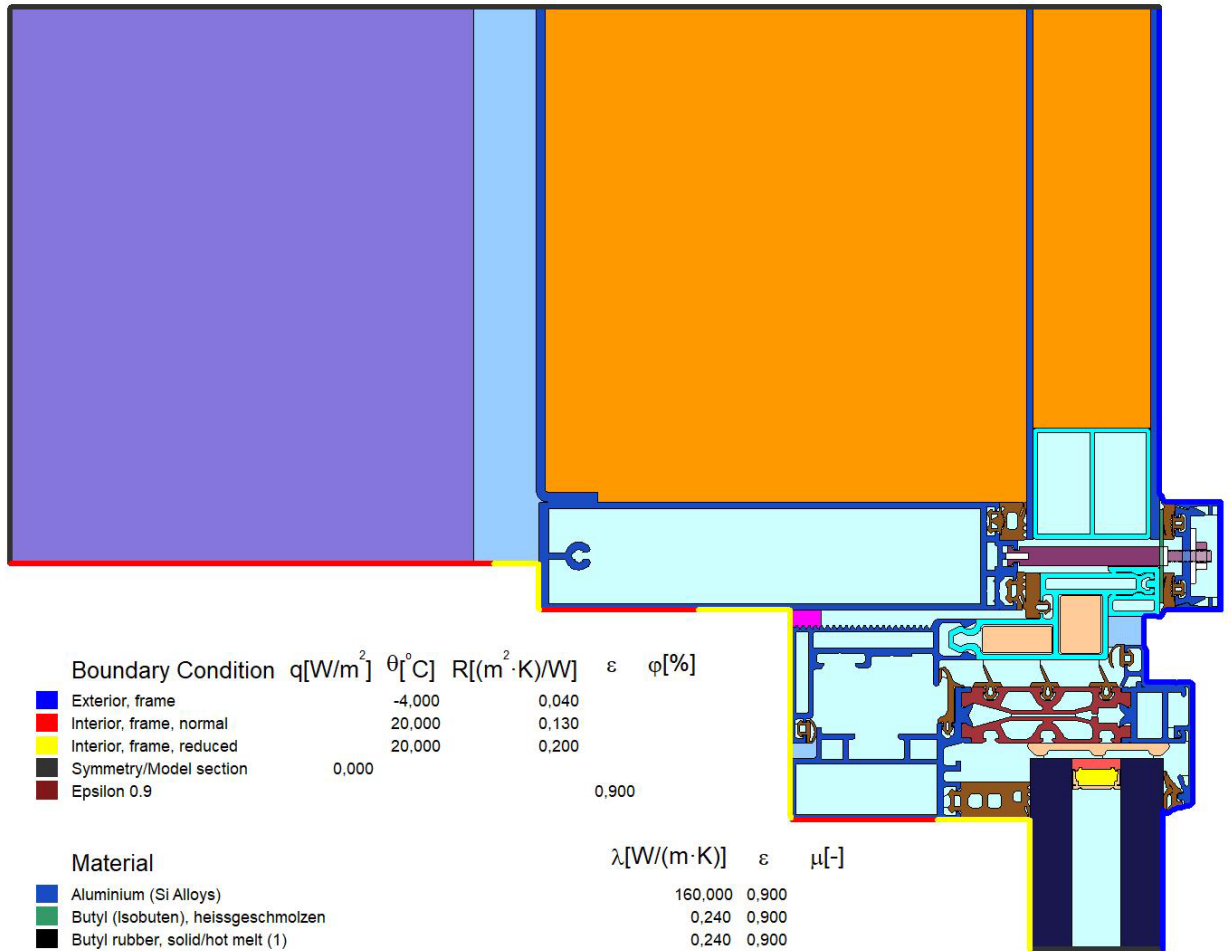 Boundary Condition q[W/m²] θ[°C] R[(m²·K)/W] ε φ[%]
Exterior, frame -4,000 0,040
Interior, frame, normal 20,000 0,130
Interior, frame, reduced 20,000 0,200
Symmetry/Model section 0,000
Epsilon 0.9 0,900
Material λ[W/(m·K)] ε μ[-]
Aluminium (Si Alloys) 160,000 0,900
Butyl (Isobuten), heissgeschmolzen 0,240 0,900
Butyl rubber, solid/hot melt (1) 0,240 0,900